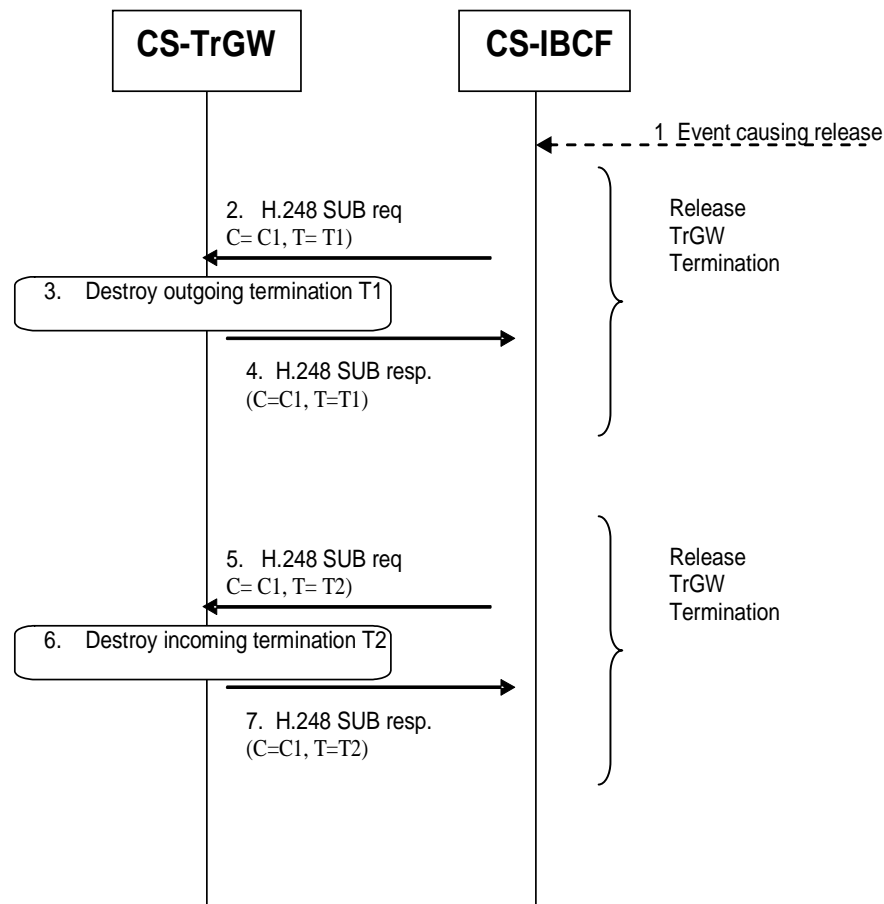 CS-TrGW
CS-IBCF
1 Event causing release
2. H.248 SUB req
C= C1, T= T1)
Release
TrGW
Termination
3. Destroy outgoing termination T1
4. H.248 SUB resp.
(C=C1, T=T1)
5. H.248 SUB req
C= C1, T= T2)
Release
TrGW
Termination
6. Destroy incoming termination T2
7. H.248 SUB resp.
(C=C1, T=T2)